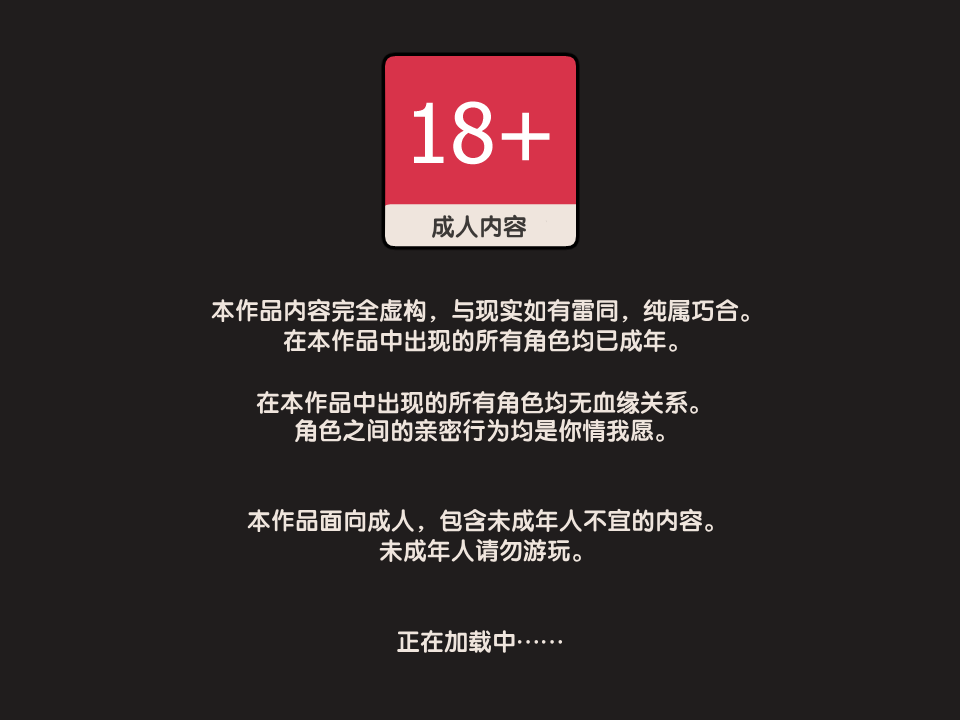 18+
成人内容
本作品内容完全虚构，与现实如有雷同，纯属巧合。
在本作品中出现的所有角色均已成年。
在本作品中出现的所有角色均无血缘关系。
角色之间的亲密行为均是你情我愿。
本作品面向成人，包含未成年人不宜的内容。
未成年人请勿游玩。
正在加载中……